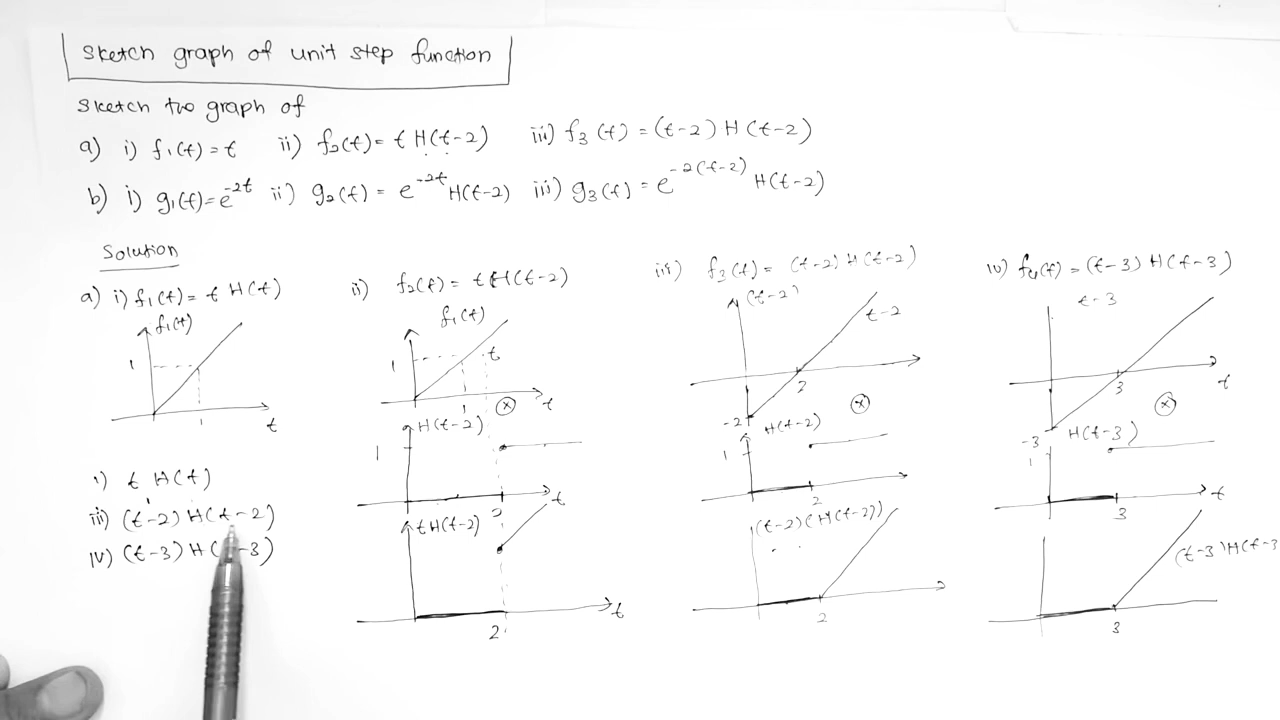 Sketch graph of unit step function
Sketch the graph of
a) i) f₁(t) = t ii) f₂(t) = t H(t-2) iii) f₃(t) = (t-2) H(t-2)
b) i) g₁(t) = e^-2t ii) g₂(t) = e^-2t H(t-2) iii) g₃(t) = e^-2(t-2) H(t-2)
Solution
a) i) f₁(t) = t H(t)
f₁(t)
1
1
t
i) t H(t)
iii) (t-2) H(t-2)
iv) (t-3) H( -3)
ii) f₂(t) = t H(t-2)
f₁(t)
1
t
1
t
H(t-2)
1
2
t
t H(t-2)
2
t
iii) f₃(t) = (t-2) H(t-2)
(t-2)
t-2
2
-2
H(t-2)
1
2
(t-2)(H(t-2))
2
iv) f₄(t) = (t-3) H(t-3)
t-3
3
t
-3
H(t-3)
1
3
t
(t-3) H(t-3
3